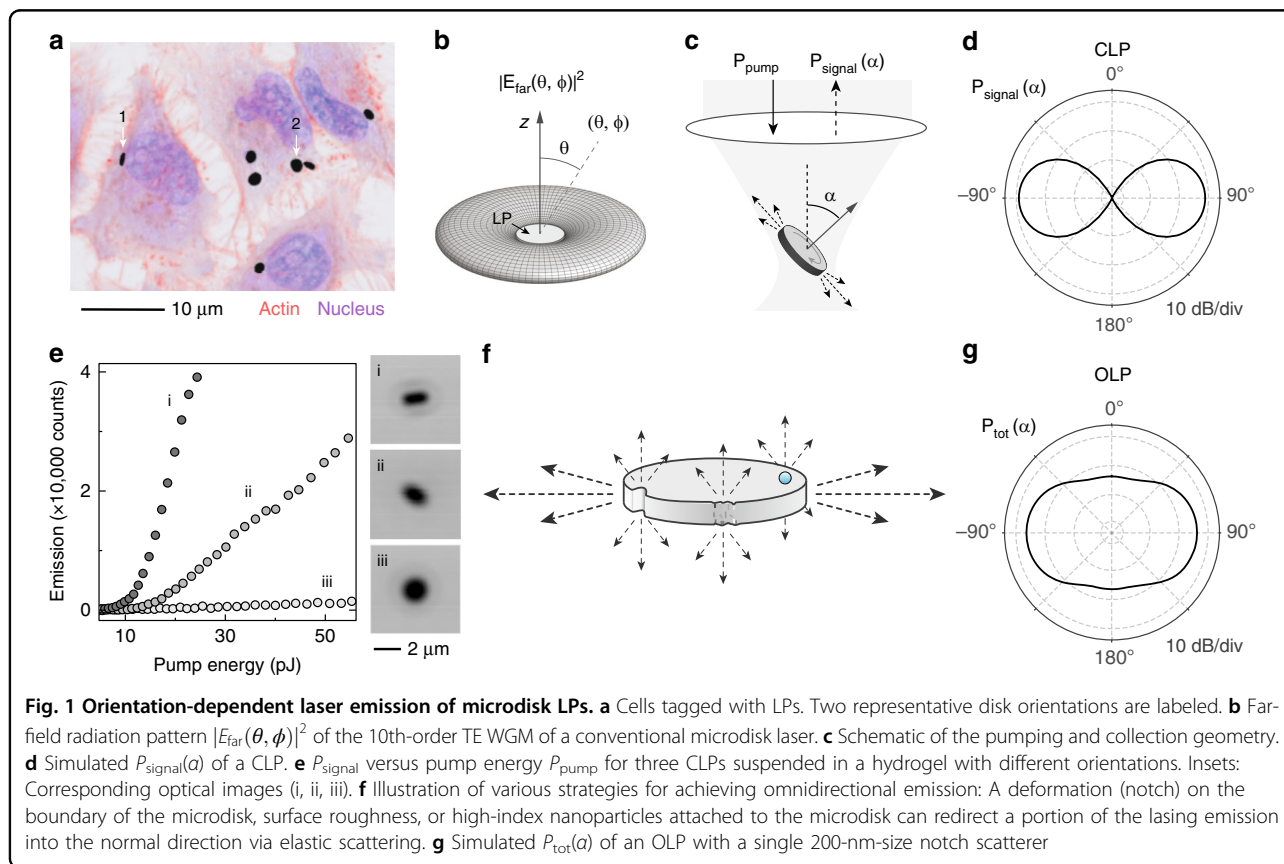 a
1
2
10 μm Actin Nucleus
b
|E_far(θ, ϕ)|²
z
(θ, ϕ)
θ
LP
c
P_pump P_signal (α)
α
d
CLP
0°
P_signal (α)
−90° 90°
180° 10 dB/div
e
Emission (×10,000 counts)
4
2
0
10 30 50
Pump energy (pJ)
i
ii
iii
i
ii
iii
2 μm
f
g
OLP
0°
P_tot (α)
−90° 90°
180° 10 dB/div
Fig. 1 Orientation-dependent laser emission of microdisk LPs. a Cells tagged with LPs. Two representative disk orientations are labeled. b Far-
field radiation pattern |E_far(θ, ϕ)|² of the 10th-order TE WGM of a conventional microdisk laser. c Schematic of the pumping and collection geometry.
d Simulated P_signal(α) of a CLP. e P_signal versus pump energy P_pump for three CLPs suspended in a hydrogel with different orientations. Insets:
Corresponding optical images (i, ii, iii). f Illustration of various strategies for achieving omnidirectional emission: A deformation (notch) on the
boundary of the microdisk, surface roughness, or high-index nanoparticles attached to the microdisk can redirect a portion of the lasing emission
into the normal direction via elastic scattering. g Simulated P_tot(α) of an OLP with a single 200-nm-size notch scatterer